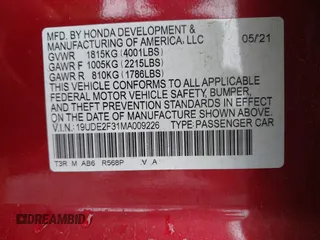 MFD. BY HONDA DEVELOPMENT &
MANUFACTURING OF AMERICA, LLC 05/21
GVWR 1815KG (4001LBS)
GAWR F 1005KG (2215LBS)
GAWR R 810KG (1786LBS)
THIS VEHICLE CONFORMS TO ALL APPLICABLE
FEDERAL MOTOR VEHICLE SAFETY, BUMPER,
AND THEFT PREVENTION STANDARDS IN EFFECT
ON THE DATE OF MANUFACTURE SHOWN ABOVE.
V.I.N. 19UDE2F31MA009226 TYPE:PASSENGER CAR
T3R M AB6 R568P V A
DREAMBID